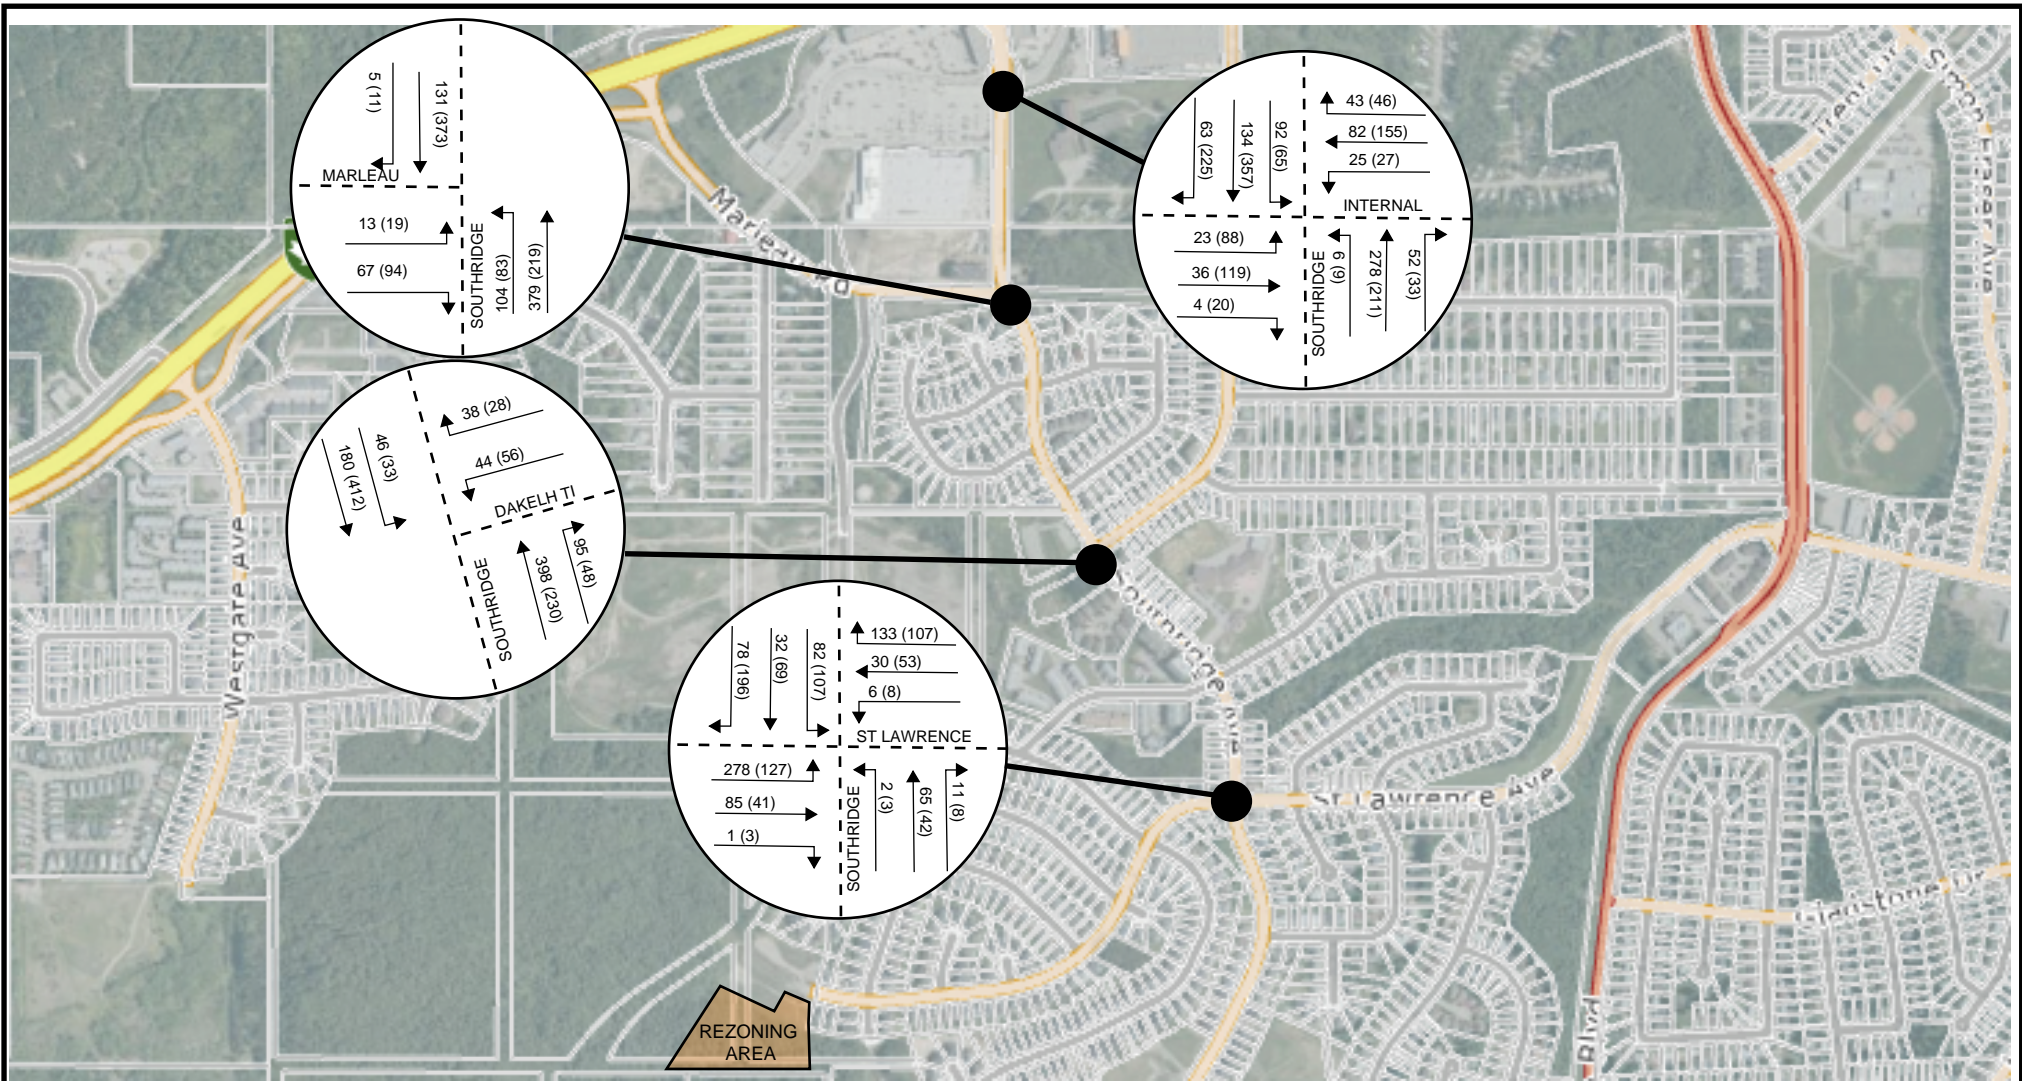 5 (11)
131 (373)
MARLEAU
13 (19)
67 (94)
SOUTHRIDGE
104 (83)
379 (219)
63 (225)
134 (357)
92 (65)
43 (46)
82 (155)
25 (27)
INTERNAL
23 (88)
36 (119)
4 (20)
SOUTHRIDGE
278 (211)
52 (33)
180 (412)
46 (33)
38 (28)
44 (56)
DAKELH TI
SOUTHRIDGE
398 (230)
95 (48)
78 (196)
32 (69)
82 (107)
133 (107)
30 (53)
6 (8)
ST LAWRENCE
278 (127)
85 (41)
1 (3)
SOUTHRIDGE
2 (3)
65 (42)
11 (8)
Marleau Rd
Westgate Ave
Southridge Ave
St Lawrence Ave
Simon Fraser Ave
Blvd
REZONING
AREA